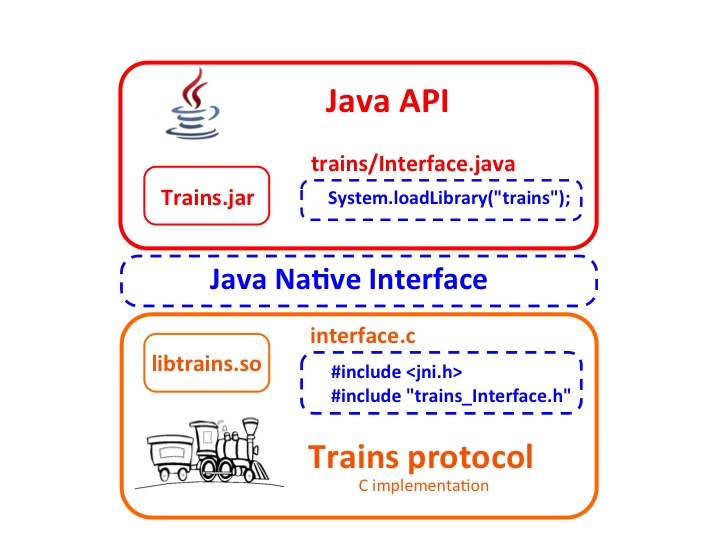 Java API
trains/Interface.java
Trains.jar
System.loadLibrary("trains");
Java Native Interface
interface.c
libtrains.so
#include <jni.h>
#include "trains_Interface.h"
Trains protocol
C implementation